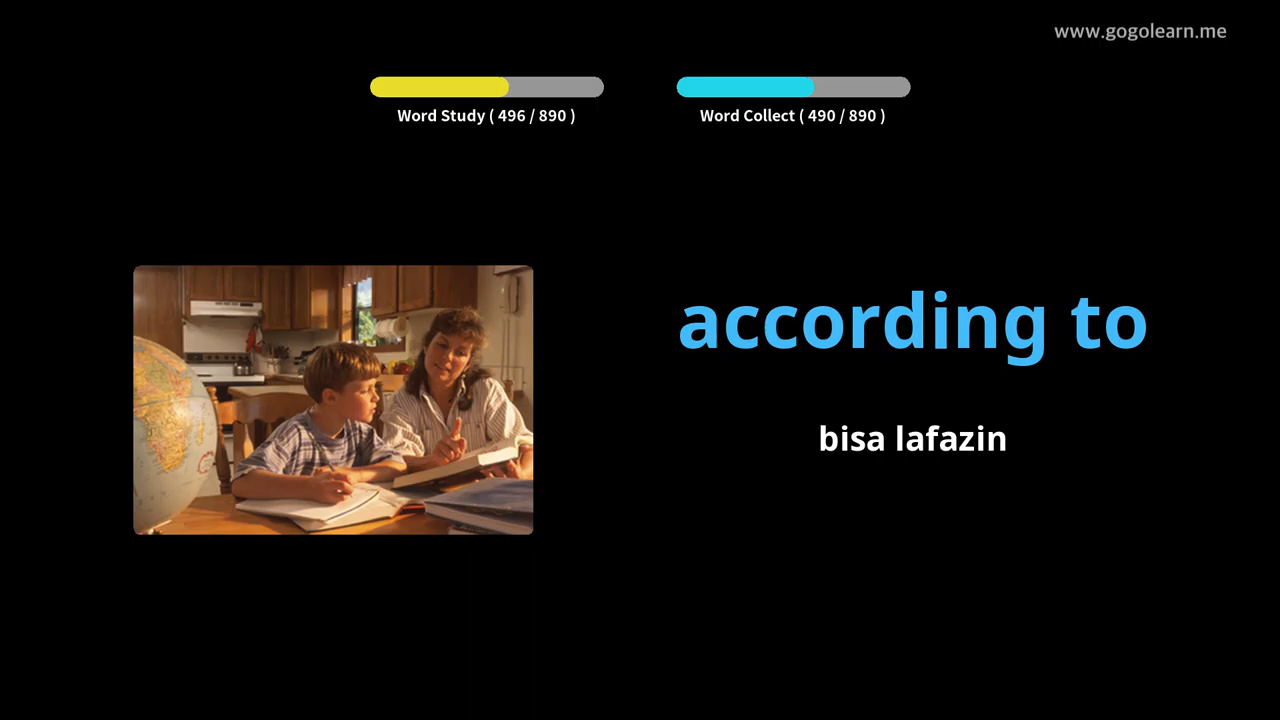 www.gogolearn.me
Word Study ( 496 / 890 )
Word Collect ( 490 / 890 )
according to
bisa lafazin